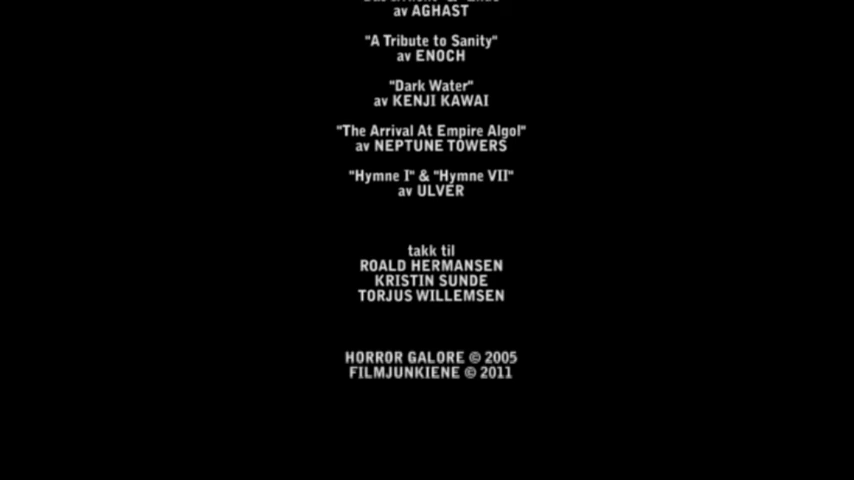 av AGHAST
"A Tribute to Sanity"
av ENOCH
"Dark Water"
av KENJI KAWAI
"The Arrival At Empire Algol"
av NEPTUNE TOWERS
"Hymne I" & "Hymne VII"
av ULVER
takk til
ROALD HERMANSEN
KRISTIN SUNDE
TORJUS WILLEMSEN
HORROR GALORE © 2005
FILMJUNKIENE © 2011